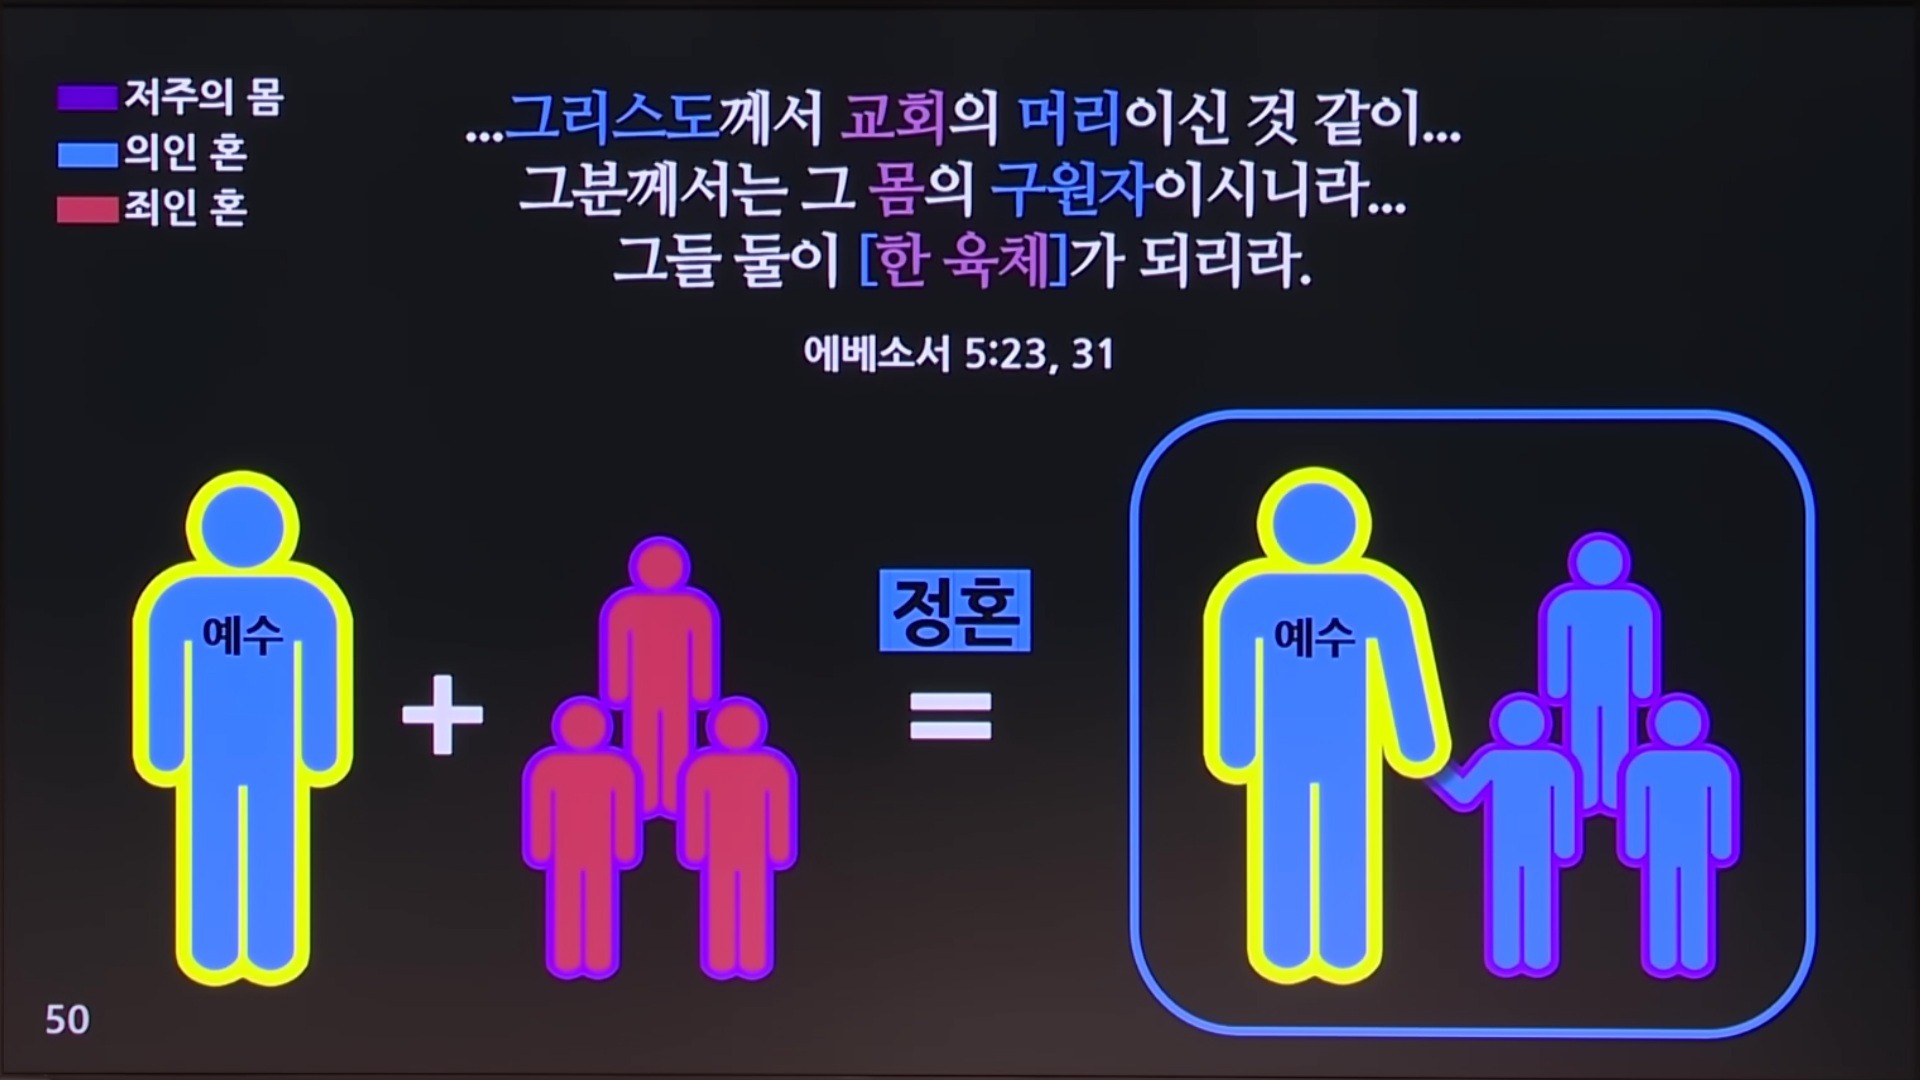 저주의 몸
의인 혼
죄인 혼
...그리스도께서 교회의 머리이신 것 같이...
그분께서는 그 몸의 구원자이시니라...
그들 둘이 [한 육체]가 되리라.
에베소서 5:23, 31
예수
+
정혼
=
예수
50